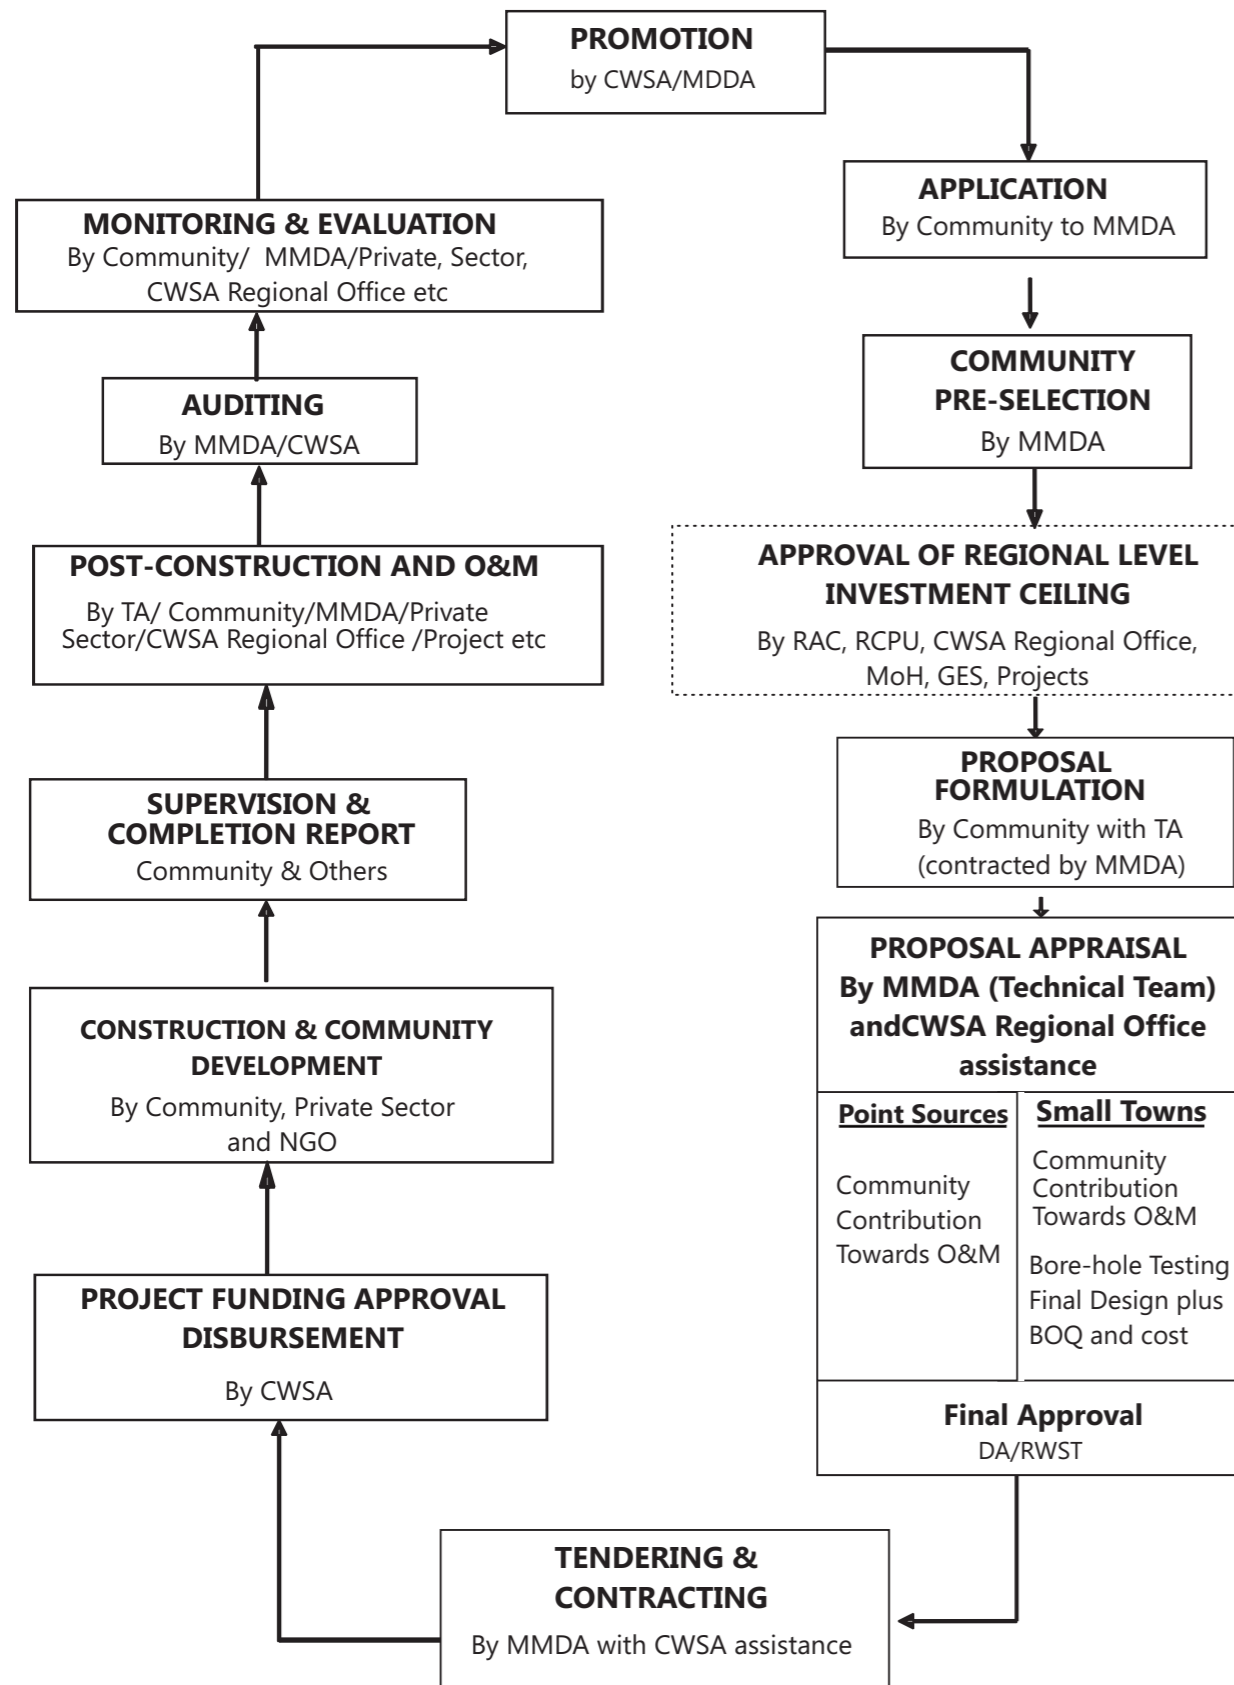 PROMOTION
by CWSA/MDDA
APPLICATION
By Community to MMDA
COMMUNITY
PRE-SELECTION
By MMDA
APPROVAL OF REGIONAL LEVEL
INVESTMENT CEILING
By RAC, RCPU, CWSA Regional Office,
MoH, GES, Projects
PROPOSAL
FORMULATION
By Community with TA
(contracted by MMDA)
PROPOSAL APPRAISAL
By MMDA (Technical Team)
andCWSA Regional Office
assistance
Point Sources
Community
Contribution
Towards O&M
Small Towns
Community
Contribution
Towards O&M
Bore-hole Testing
Final Design plus
BOQ and cost
Final Approval
DA/RWST
TENDERING &
CONTRACTING
By MMDA with CWSA assistance
PROJECT FUNDING APPROVAL
DISBURSEMENT
By CWSA
CONSTRUCTION & COMMUNITY
DEVELOPMENT
By Community, Private Sector
and NGO
SUPERVISION &
COMPLETION REPORT
Community & Others
POST-CONSTRUCTION AND O&M
By TA/ Community/MMDA/Private
Sector/CWSA Regional Office /Project etc
AUDITING
By MMDA/CWSA
MONITORING & EVALUATION
By Community/ MMDA/Private, Sector,
CWSA Regional Office etc